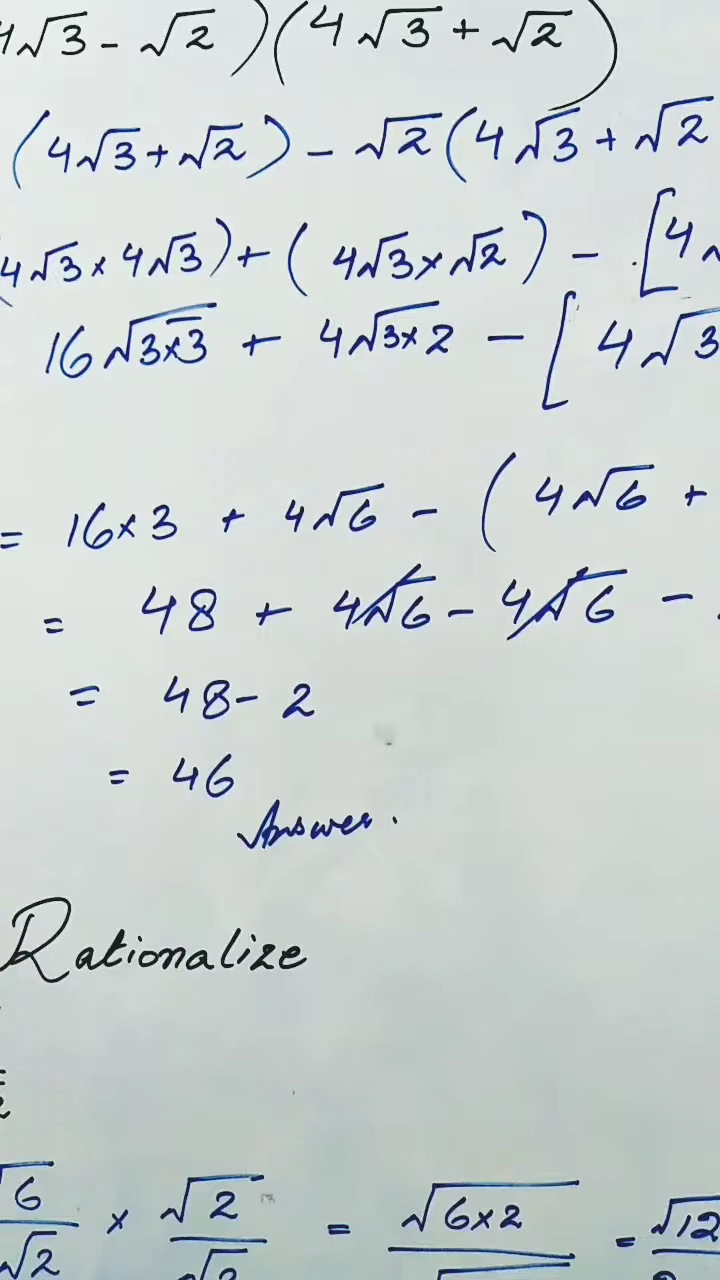 4√3 - √2 ) ( 4√3 + √2 )
( 4√3 + √2 ) - √2 ( 4√3 + √2
4√3 × 4√3 ) + ( 4√3 × √2 ) - [ 4
16 √3×3 + 4 √3×2 - [ 4 √3
= 16×3 + 4√6 - ( 4√6 +
= 48 + 4√6 - 4√6 -
= 48 - 2
= 46
Answer.
Rationalize
√6/√2 × √2/√2 = √6×2/√ = √12